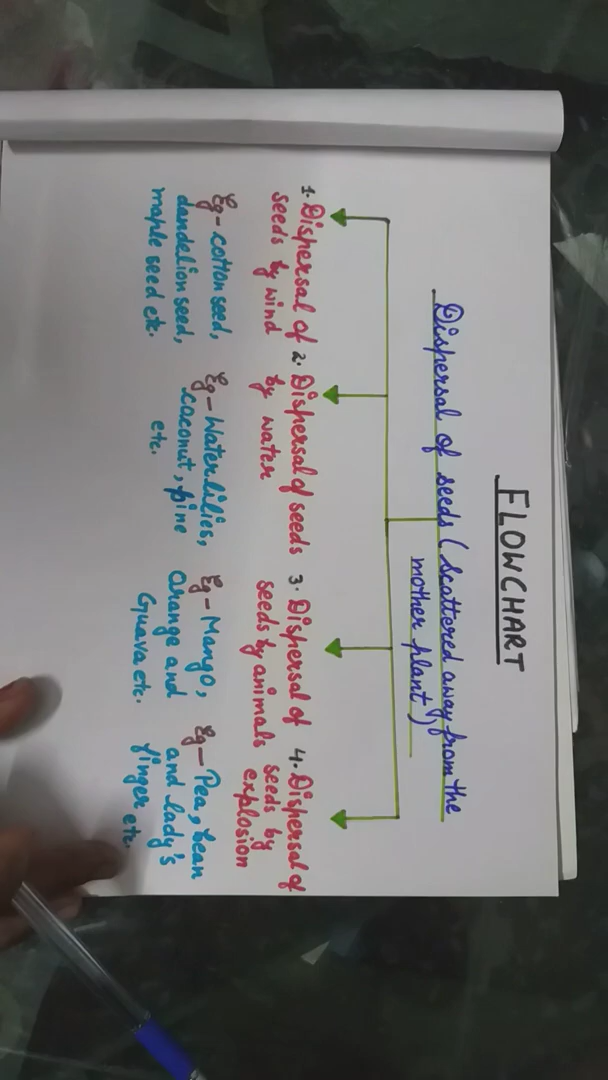 FLOWCHART
Dispersal of seeds (Scattered away from the
mother plant)
1. Dispersal of
seeds by wind
Eg- cotton seed,
dandelion seed,
maple seed etc.
2. Dispersal of seeds
by water
Eg- Water lilies,
coconut, pine
etc.
3. Dispersal of
seeds by animals
Eg- Mango,
orange and
Guava etc.
4. Dispersal of
seeds by
explosion
Eg- Pea, bean
and lady's
finger etc.